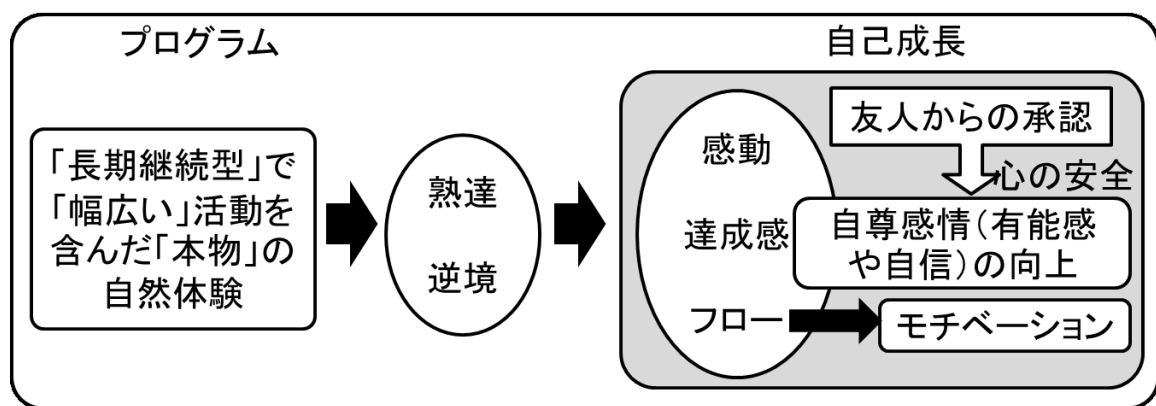 プログラム
「長期継続型」で
「幅広い」活動を
含んだ「本物」の
自然体験
熟達
逆境
自己成長
感動
達成感
フロー
友人からの承認
心の安全
自尊感情(有能感
や自信)の向上
モチベーション